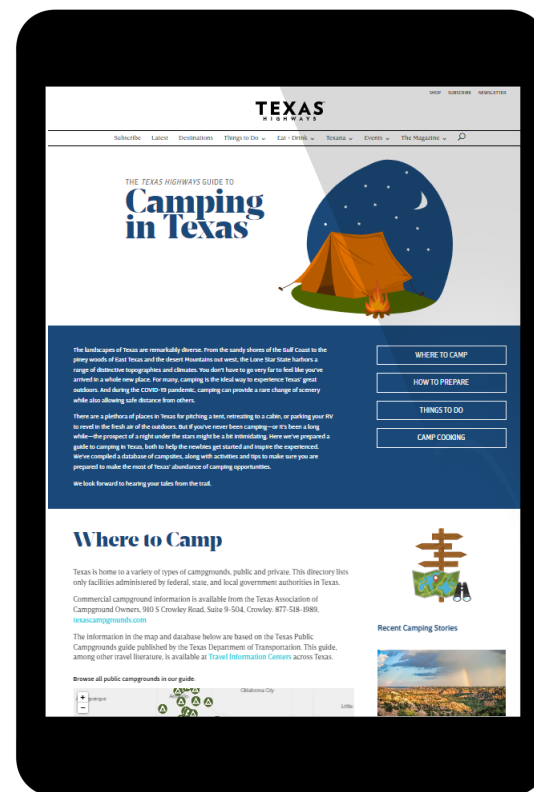 SHOP SUBSCRIBE NEWSLETTER
TEXAS
HIGHWAYS
Subscribe Latest Destinations Things to Do Eat + Drink Texana Events The Magazine
THE TEXAS HIGHWAYS GUIDE TO
Camping
in Texas
The landscapes of Texas are remarkably diverse. From the sandy shores of the Gulf Coast to the
piney woods of East Texas and the desert Mountains out west, the Lone Star State harbors a
range of distinctive topographies and climates. You don't have to go very far to feel like you've
arrived in a whole new place. For many, camping is the ideal way to experience Texas' great
outdoors. And during the COVID-19 pandemic, camping can provide a rare change of scenery
while also allowing safe distance from others.
There are a plethora of places in Texas for pitching a tent, retreating to a cabin, or parking your RV
to revel in the fresh air of the outdoors. But if you've never been camping—or it's been a long
while—the prospect of a night under the stars might be a bit intimidating. Here we've prepared a
guide to camping in Texas, both to help the newbies get started and inspire the experienced.
We've compiled a database of campsites, along with activities and tips to make sure you are
prepared to make the most of Texas' abundance of camping opportunities.
We look forward to hearing your tales from the trail.
WHERE TO CAMP
HOW TO PREPARE
THINGS TO DO
CAMP COOKING
Where to Camp
Texas is home to a variety of types of campgrounds, public and private. This directory lists
only facilities administered by federal, state, and local government authorities in Texas.
Commercial campground information is available from the Texas Association of
Campground Owners, 910 S Crowley Road, Suite 9-504, Crowley. 877-518-1989.
texascampgrounds.com
The information in the map and database below are based on the Texas Public
Campgrounds guide published by the Texas Department of Transportation. This guide,
among other travel literature, is available at Travel Information Centers across Texas.
Browse all public campgrounds in our guide.
+
−
Oklahoma City
Recent Camping Stories